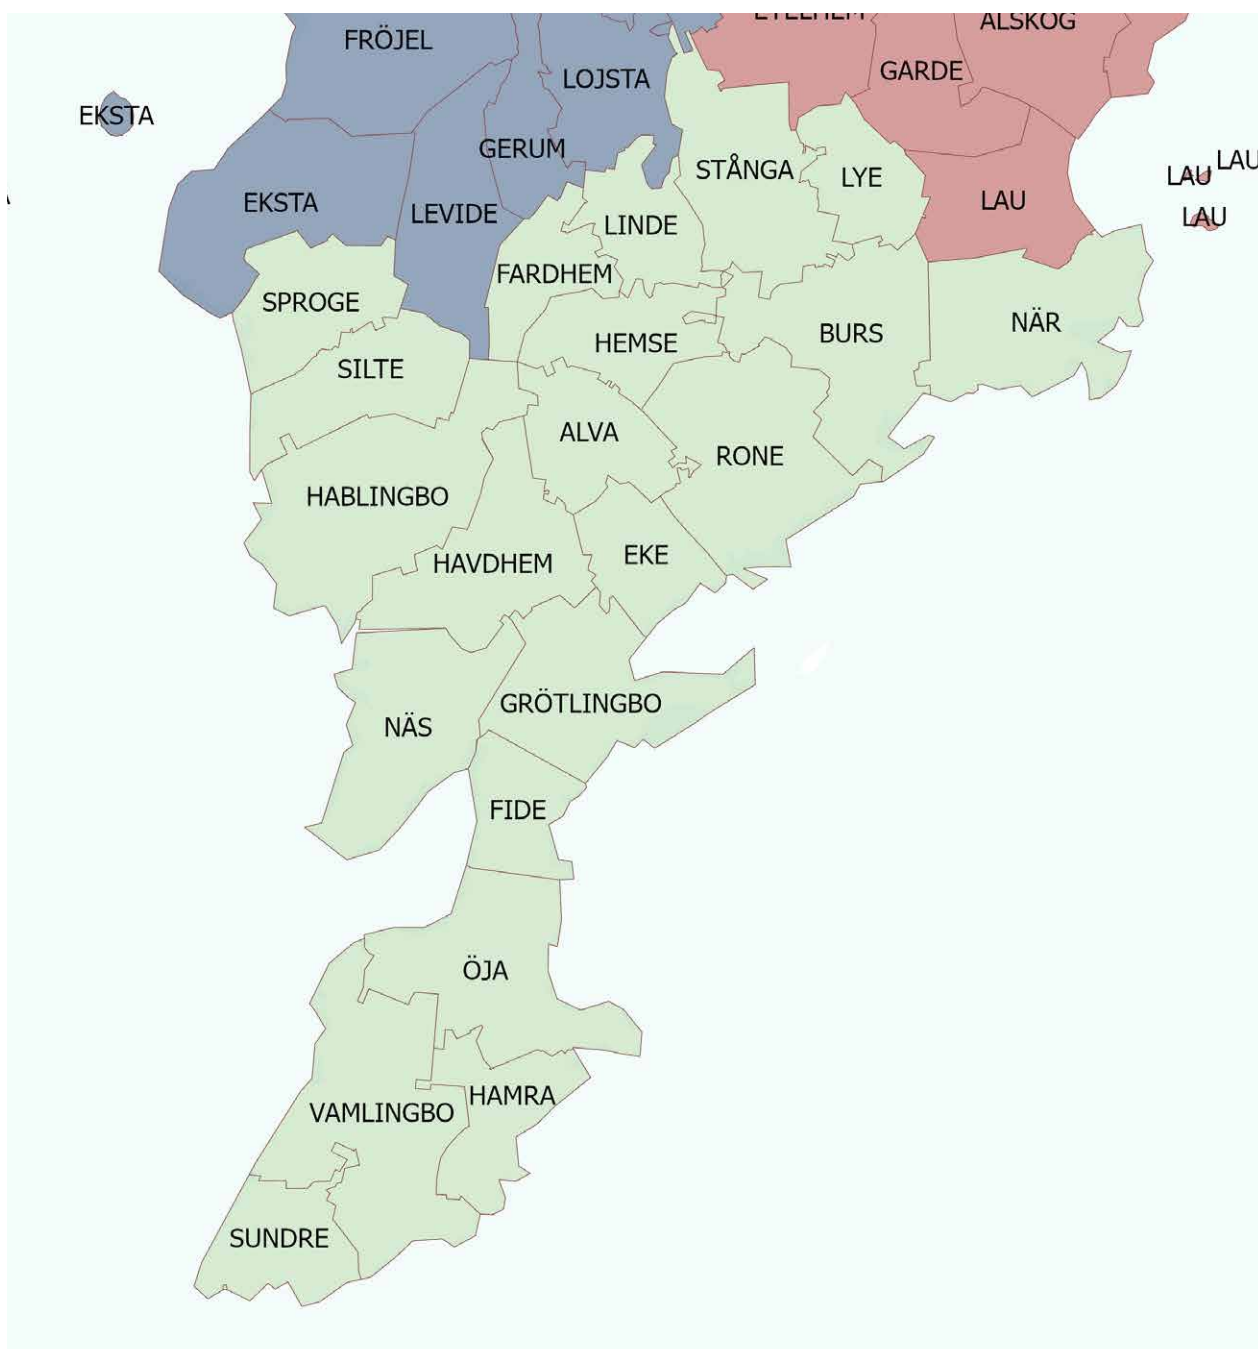 ALSKOG
FRÖJEL
GARDE
LOJSTA
EKSTA
GERUM
LAU
STÅNGA
LAU
LYE
EKSTA
LAU
LEVIDE
LAU
LINDE
FARDHEM
SPROGE
NÄR
BURS
HEMSE
SILTE
ALVA
RONE
HABLINGBO
EKE
HAVDHEM
GRÖTLINGBO
NÄS
FIDE
ÖJA
HAMRA
VAMLINGBO
SUNDRE